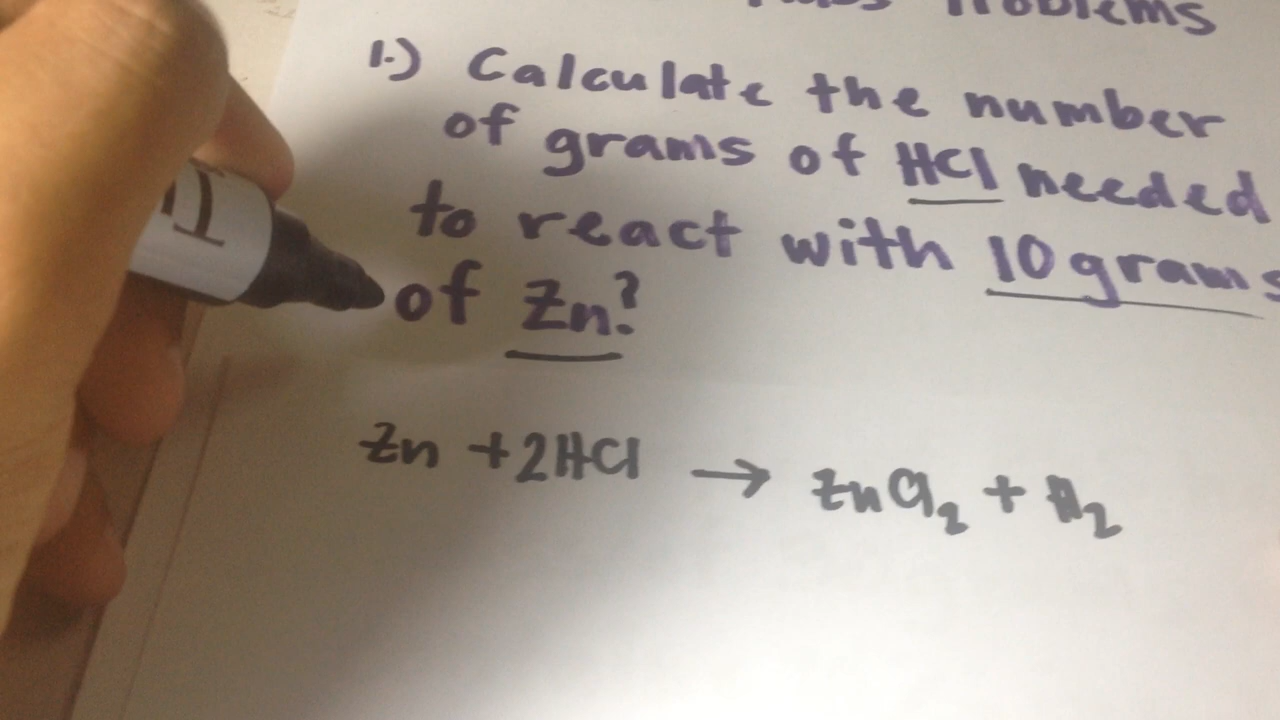 Problems
1.) Calculate the number
of grams of HCl needed
to react with 10 grams
of Zn?
Zn + 2HCl → ZnCl₂ + H₂